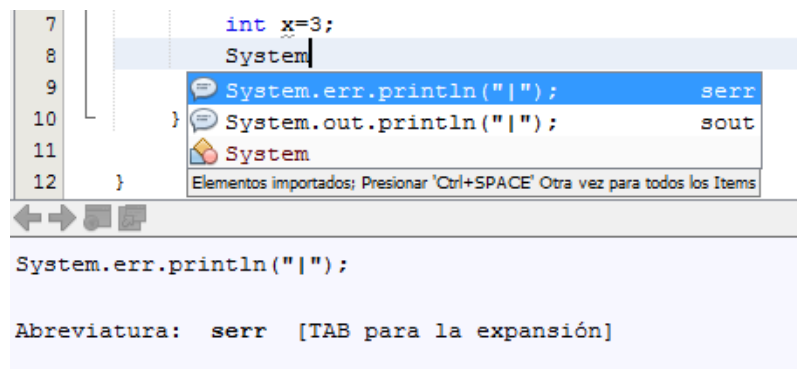 7 int x=3;
8 System
9 System.err.println("|"); serr
10 } System.out.println("|"); sout
11 System
12 } Elementos importados; Presionar 'Ctrl+SPACE' Otra vez para todos los Items
System.err.println("|");
Abreviatura: serr [TAB para la expansión]